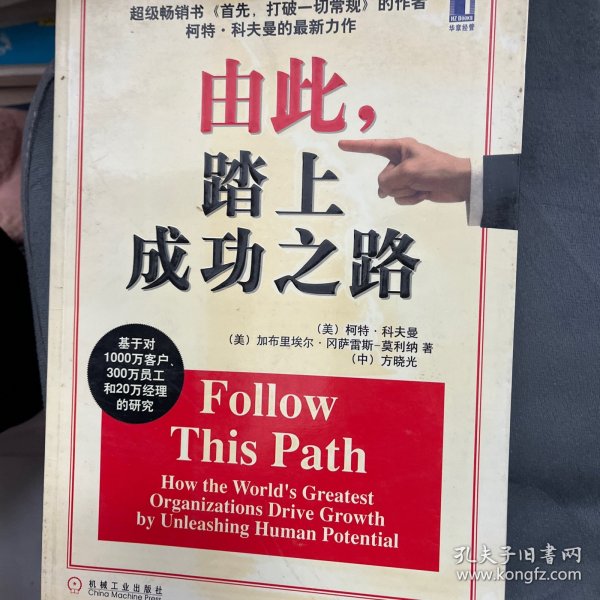 超级畅销书《首先，打破一切常规》的作者
柯特·科夫曼的最新力作
HZ Books
华章经管
由此，
踏上
成功之路
（美）柯特·科夫曼
（美）加布里埃尔·冈萨雷斯-莫利纳 著
（中）方晓光
基于对
1000万客户、
300万员工
和20万经理
的研究
Follow
This Path
How the World's Greatest
Organizations Drive Growth
by Unleashing Human Potential
机械工业出版社
China Machine Press
孔夫子旧书网
www.kongfz.com